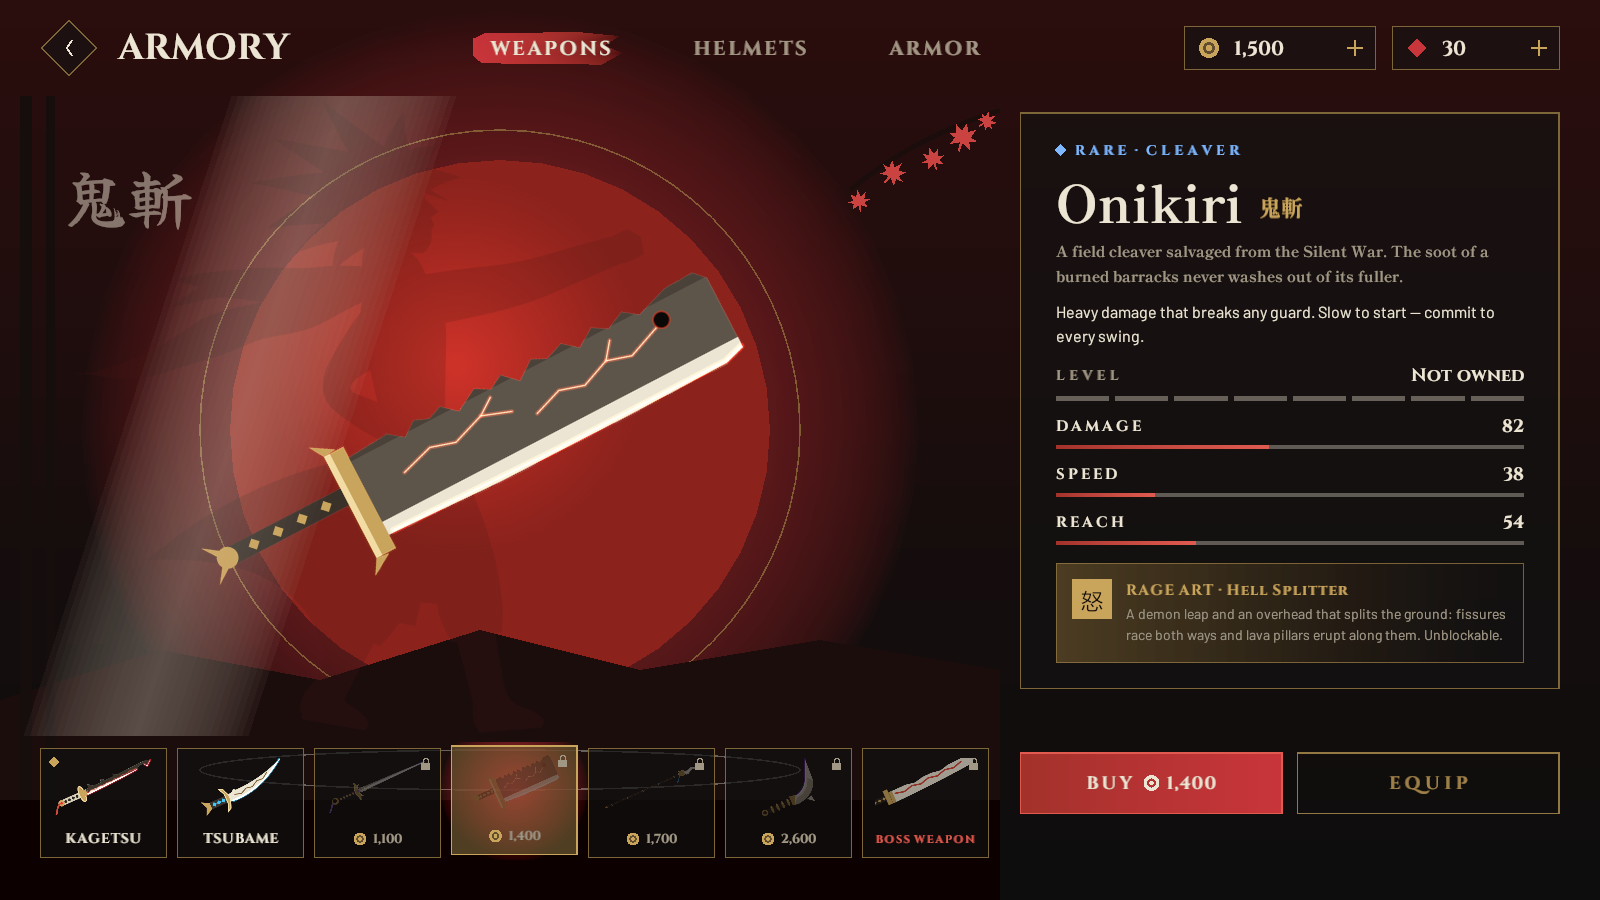 ARMORY
WEAPONS
HELMETS
ARMOR
1,500
30
鬼斬
RARE · CLEAVER
Onikiri 鬼斬
A field cleaver salvaged from the Silent War. The soot of a
burned barracks never washes out of its fuller.
Heavy damage that breaks any guard. Slow to start – commit to
every swing.
LEVEL
NOT OWNED
DAMAGE
82
SPEED
38
REACH
54
怒
RAGE ART · HELL SPLITTER
A demon leap and an overhead that splits the ground: fissures
race both ways and lava pillars erupt along them. Unblockable.
KAGETSU
TSUBAME
1,100
1,400
1,700
2,600
BOSS WEAPON
BUY 1,400
EQUIP